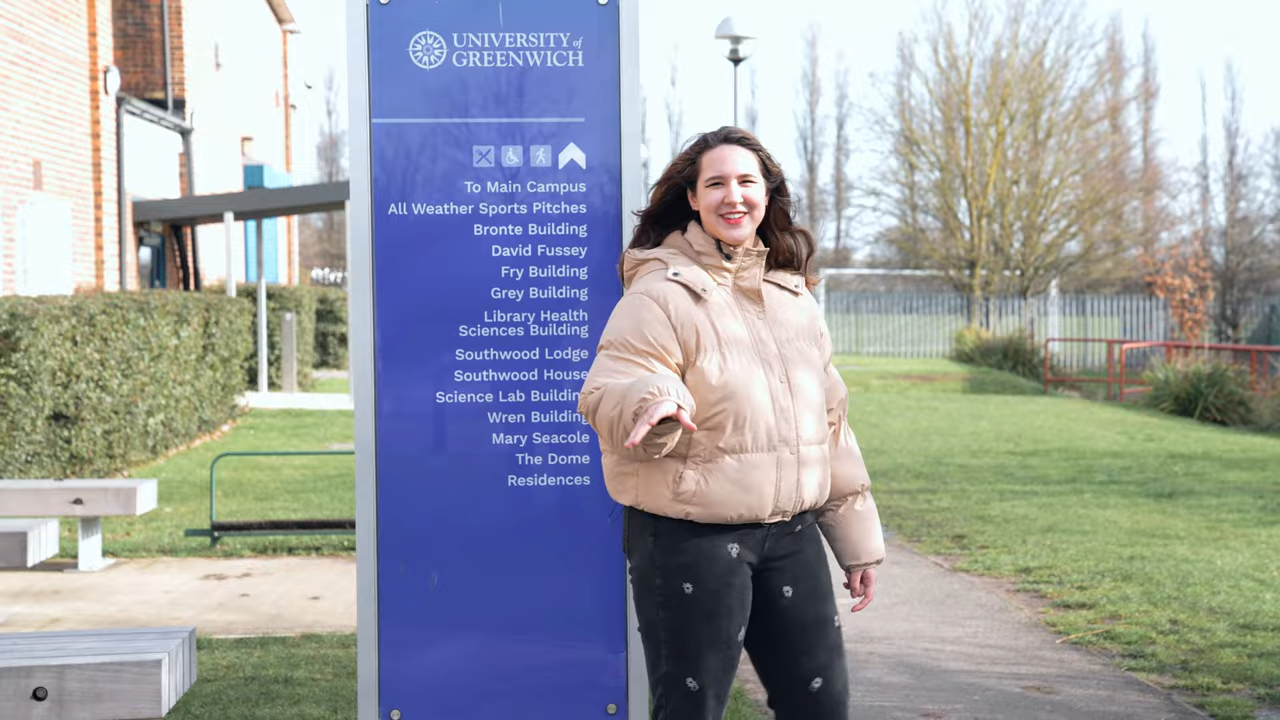 UNIVERSITY of
GREENWICH
To Main Campus
All Weather Sports Pitches
Bronte Building
David Fussey
Fry Building
Grey Building
Library Health
Sciences Building
Southwood Lodge
Southwood House
Science Lab Building
Wren Building
Mary Seacole
The Dome
Residences